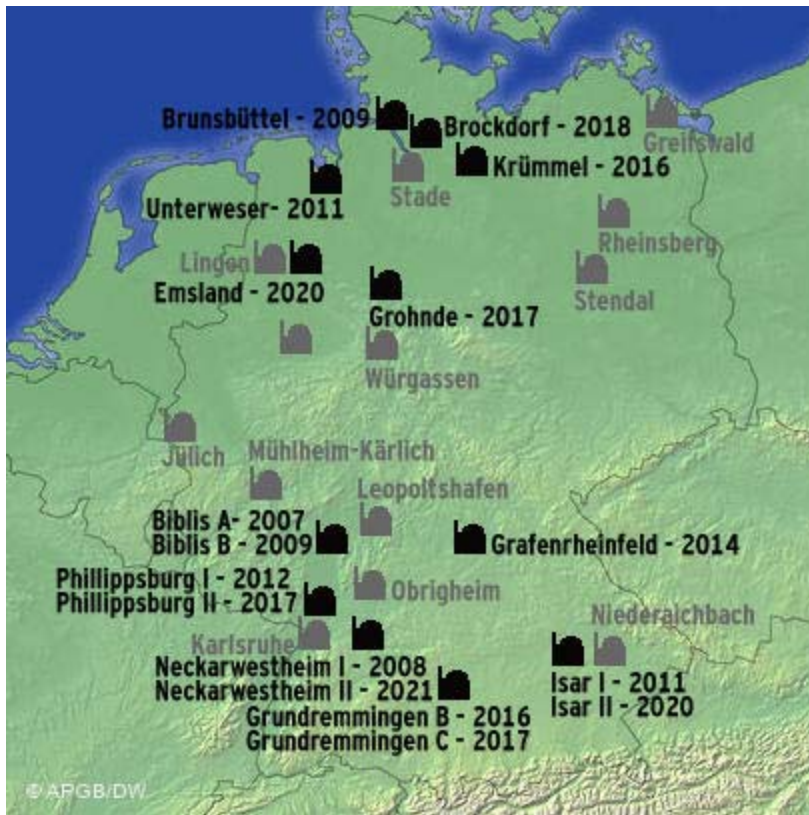 Brunsbüttel - 2009
Brockdorf - 2018
Greifswald
Krümmel - 2016
Stade
Unterweser- 2011
Rheinsberg
Lingen
Emsland - 2020
Stendal
Grohnde - 2017
Würgassen
Jülich
Mühlheim-Kärlich
Leopoltshafen
Biblis A- 2007
Biblis B - 2009
Grafenrheinfeld - 2014
Phillippsburg I - 2012
Phillippsburg II - 2017
Obrigheim
Niederaichbach
Karlsruhe
Neckarwestheim I - 2008
Neckarwestheim II - 2021
Isar I - 2011
Isar II - 2020
Grundremmingen B - 2016
Grundremmingen C - 2017
© APGB/DW